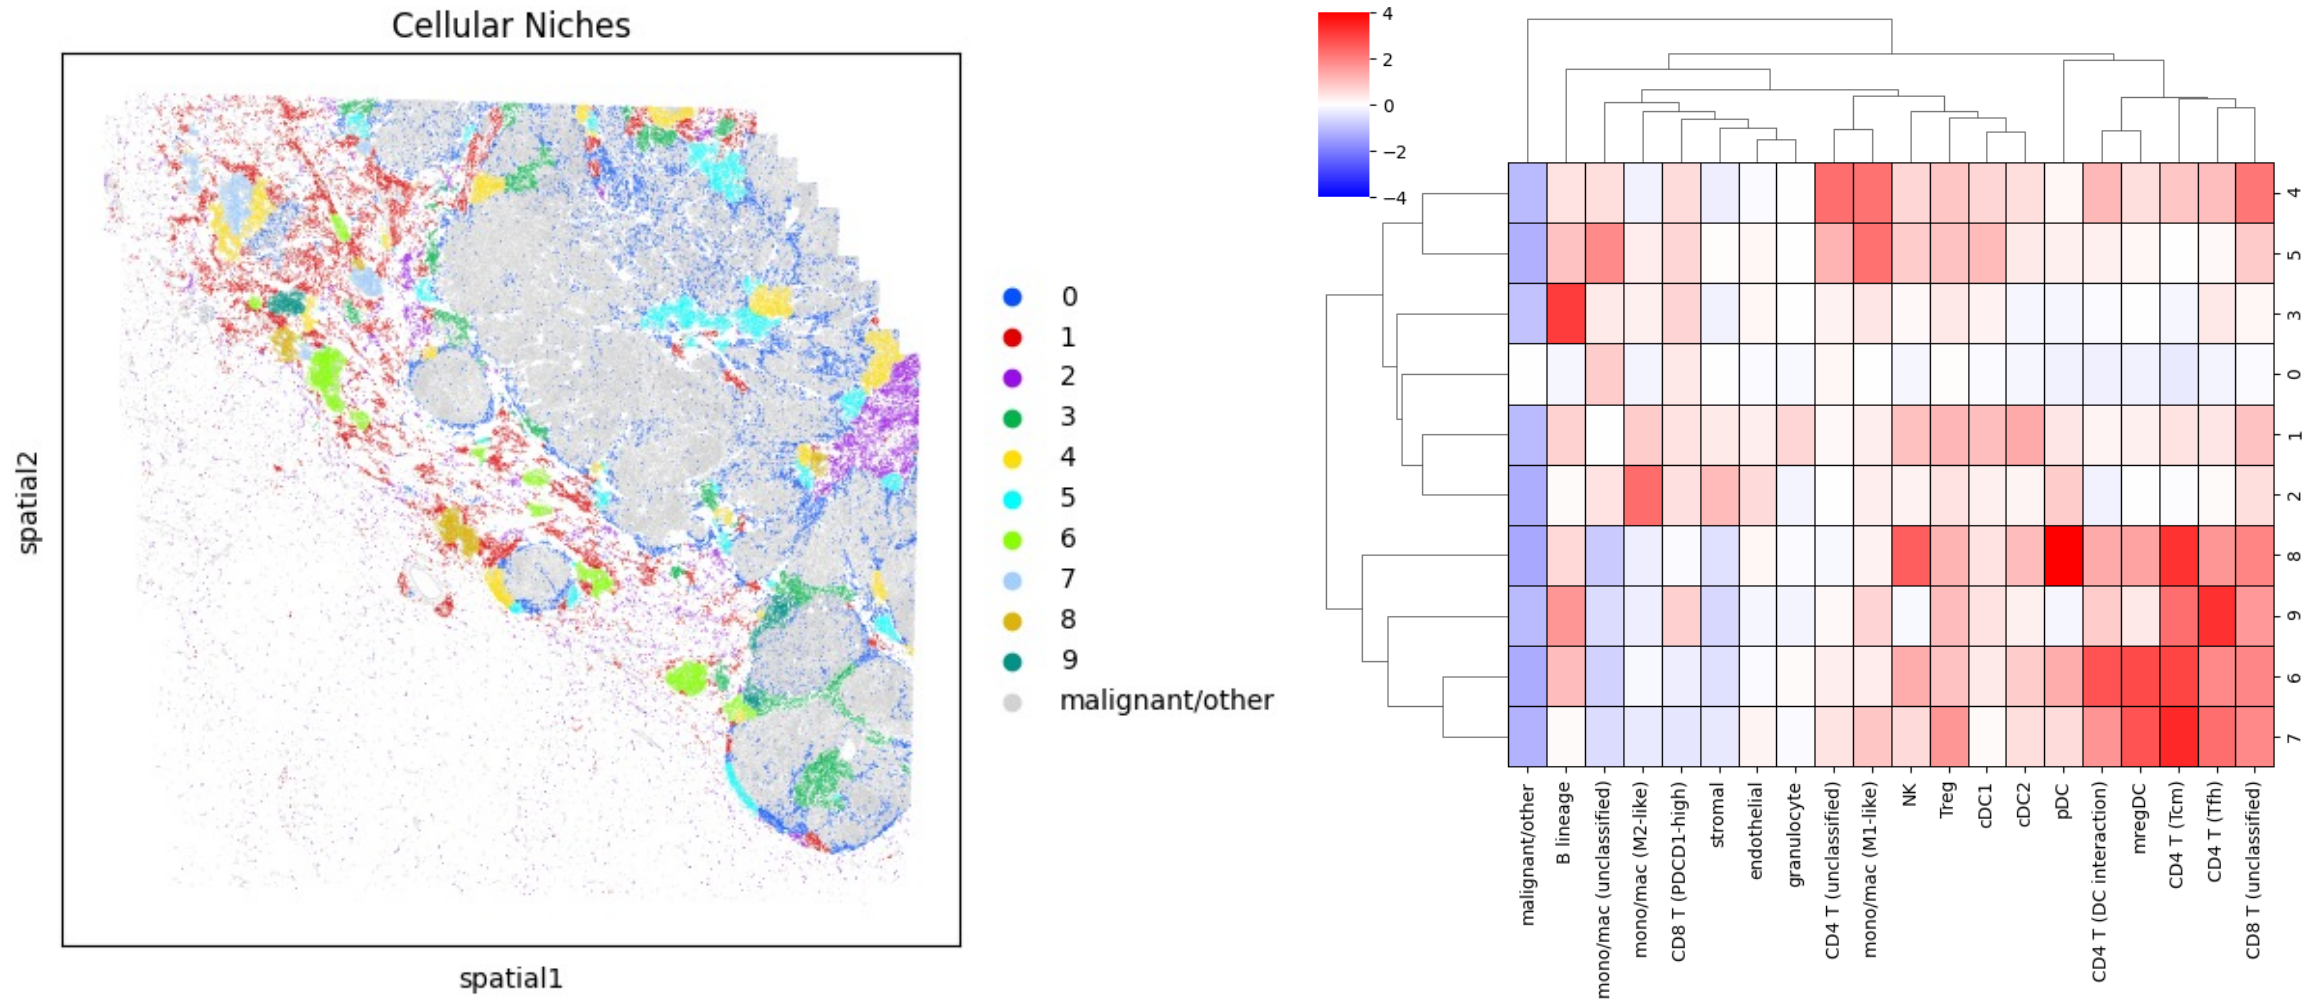 Cellular Niches
spatial2
spatial1
0
1
2
3
4
5
6
7
8
9
malignant/other
4
2
0
−2
−4
4
5
3
0
1
2
8
9
6
7
malignant/other
B lineage
mono/mac (unclassified)
mono/mac (M2-like)
CD8 T (PDCD1-high)
stromal
endothelial
granulocyte
CD4 T (unclassified)
mono/mac (M1-like)
NK
Treg
cDC1
cDC2
pDC
CD4 T (DC interaction)
mregDC
CD4 T (Tcm)
CD4 T (Tfh)
CD8 T (unclassified)